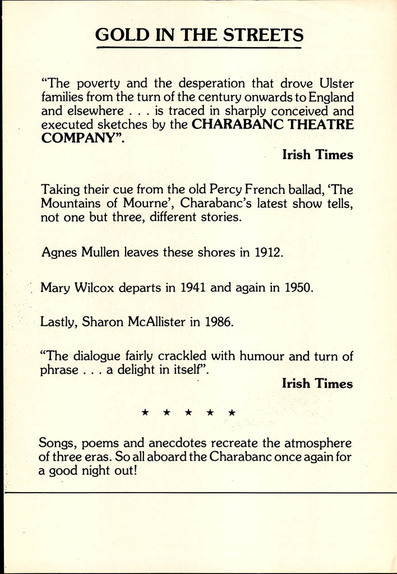 GOLD IN THE STREETS
“The poverty and the desperation that drove Ulster
families from the turn of the century onwards to England
and elsewhere . . . is traced in sharply conceived and
executed sketches by the CHARABANC THEATRE
COMPANY”.
Irish Times
Taking their cue from the old Percy French ballad, ‘The
Mountains of Mourne’, Charabanc’s latest show tells,
not one but three, different stories.
Agnes Mullen leaves these shores in 1912.
Mary Wilcox departs in 1941 and again in 1950.
Lastly, Sharon McAllister in 1986.
“The dialogue fairly crackled with humour and turn of
phrase . . . a delight in itself”.
Irish Times
★ ★ ★ ★ ★
Songs, poems and anecdotes recreate the atmosphere
of three eras. So all aboard the Charabanc once again for
a good night out!